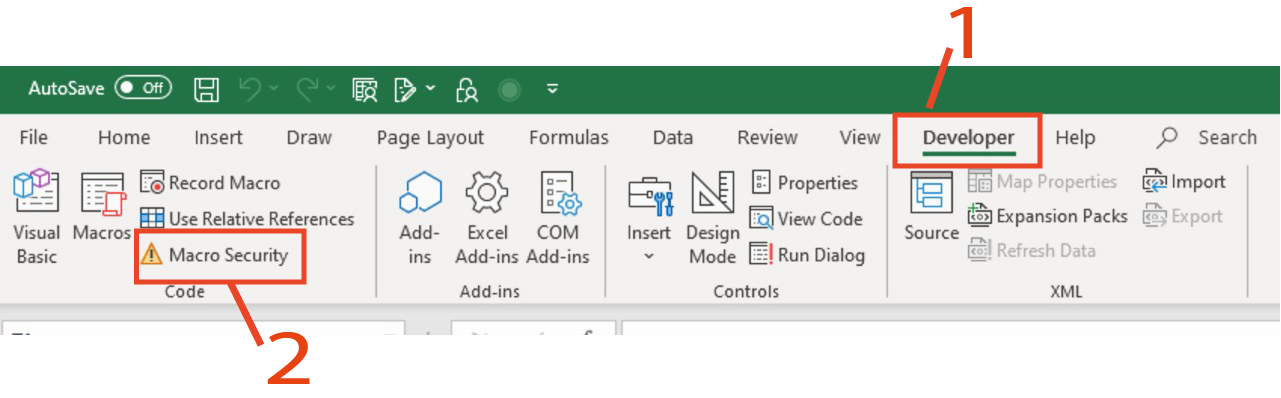 1
AutoSave Off
File Home Insert Draw Page Layout Formulas Data Review View Developer Help Search
Visual Basic
Macros
Record Macro
Use Relative References
Macro Security
Code
Add-ins
Excel Add-ins
COM Add-ins
Add-ins
Insert
Design Mode
Properties
View Code
Run Dialog
Controls
Source
Map Properties
Expansion Packs
Refresh Data
Import
Export
XML
2